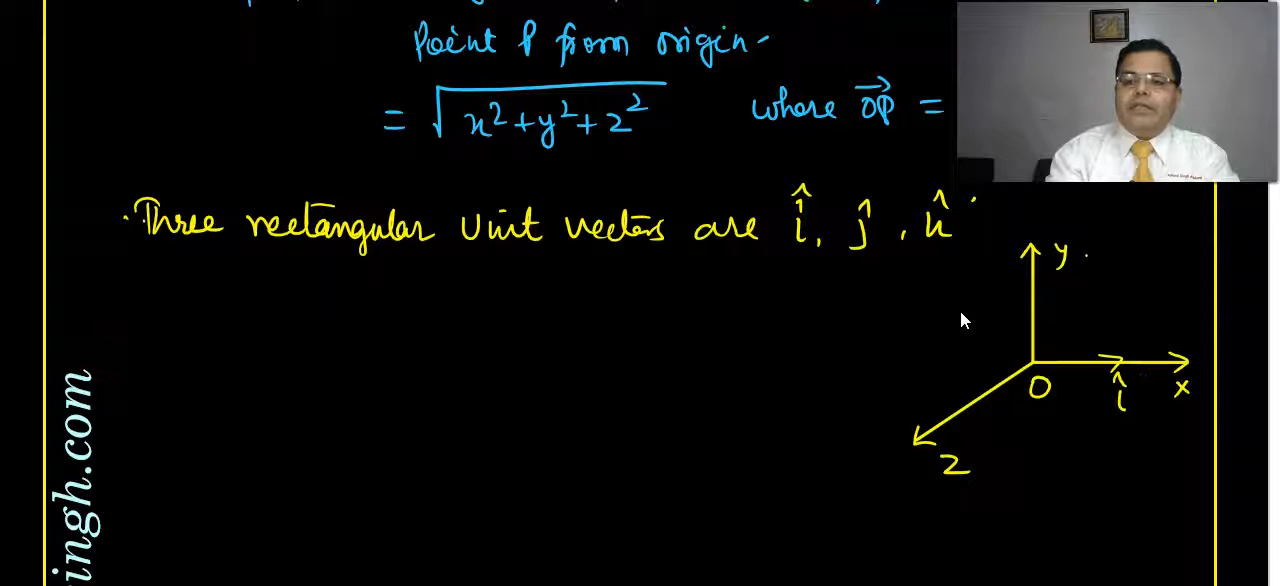 Point P from origin.
= √x²+y²+z² where OP⃗ =
Three rectangular unit vectors are î, ĵ, k̂
y
O
î
x
z
ingh.com